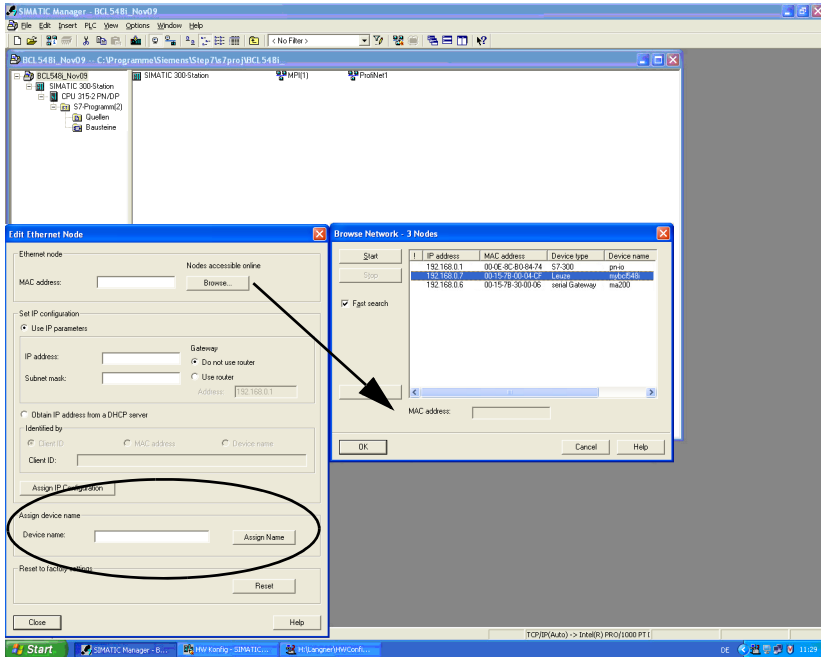 SIMATIC Manager - BCL548i_Nov09
File Edit Insert PLC View Options Window Help
< No Filter >
BCL548i_Nov09 -- C:\Programme\Siemens\Step7\s7proj\BCL548i_
BCL548i_Nov09
SIMATIC 300-Station
CPU 315-2 PN/DP
S7-Programm(2)
Quellen
Bausteine
SIMATIC 300-Station
MPI(1)
ProfiNet1
Edit Ethernet Node
Ethernet node
Nodes accessible online
MAC address:
Browse...
Set IP configuration
Use IP parameters
Gateway
IP address:
Do not use router
Subnet mask:
Use router
Address: 192.168.0.1
Obtain IP address from a DHCP server
Identified by
Client ID
MAC address
Device name
Client ID:
Assign IP Configuration
Assign device name
Device name:
Assign Name
Reset to factory settings
Reset
Close
Help
Browse Network - 3 Nodes
Start
Stop
Fast search
! IP address MAC address Device type Device name
192.168.0.1 00-0E-8C-B0-84-74 S7-300 pn-io
192.168.0.7 00-15-7B-00-04-CF Leuze mybcl548i
192.168.0.6 00-15-7B-30-00-06 serial Gateway ma200
MAC address:
OK
Cancel
Help
TCP/IP(Auto) -> Intel(R) PRO/1000 PT (
Start
SIMATIC Manager - B...
HW Konfig - SIMATIC...
H:\Langner\HWConfi...
DE
11:29